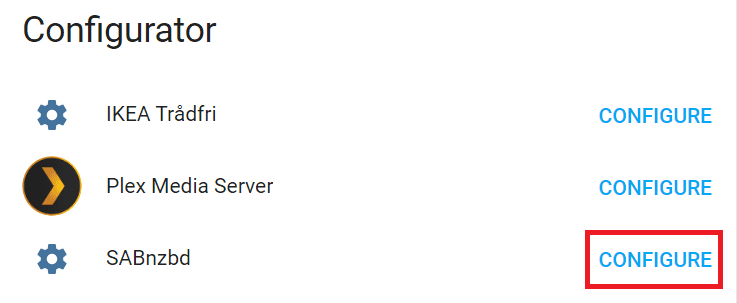 Configurator
IKEA Trådfri CONFIGURE
Plex Media Server CONFIGURE
SABnzbd CONFIGURE